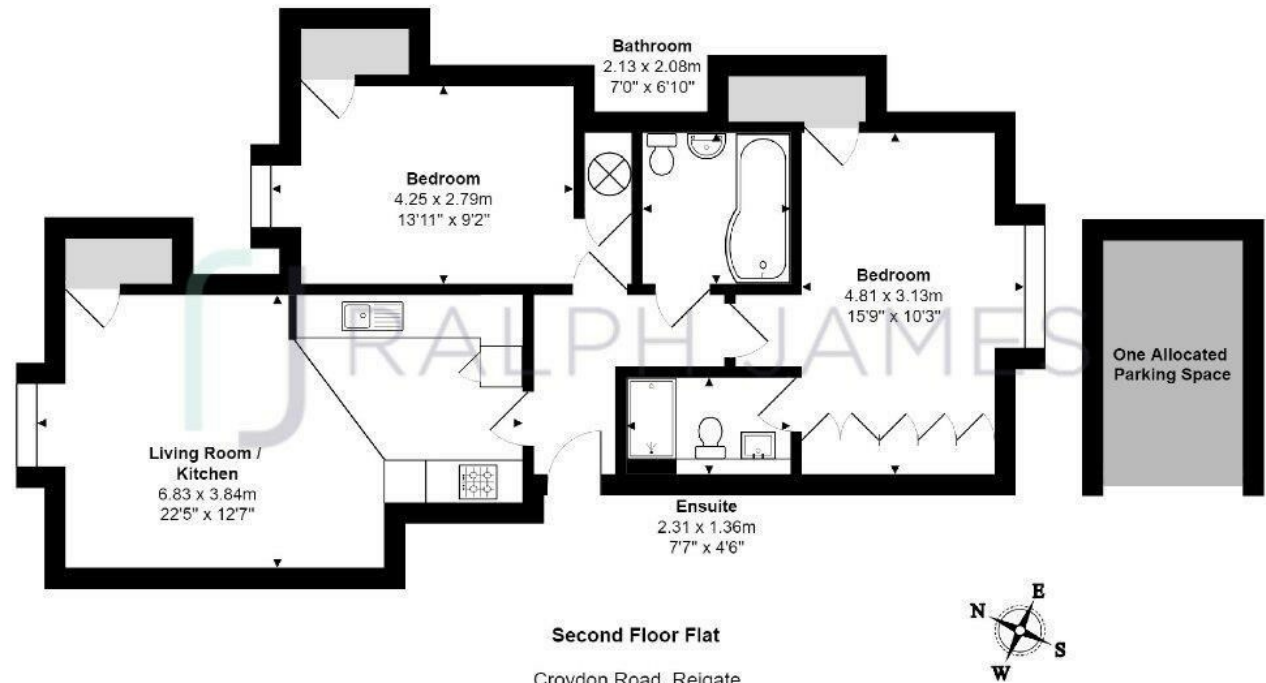 Bathroom
2.13 x 2.08m
7'0" x 6'10"
Bedroom
4.25 x 2.79m
13'11" x 9'2"
Bedroom
4.81 x 3.13m
15'9" x 10'3"
RALPH JAMES
One Allocated
Parking Space
Living Room /
Kitchen
6.83 x 3.84m
22'5" x 12'7"
Ensuite
2.31 x 1.36m
7'7" x 4'6"
Second Floor Flat
N E
W S
Croydon Road, Reigate